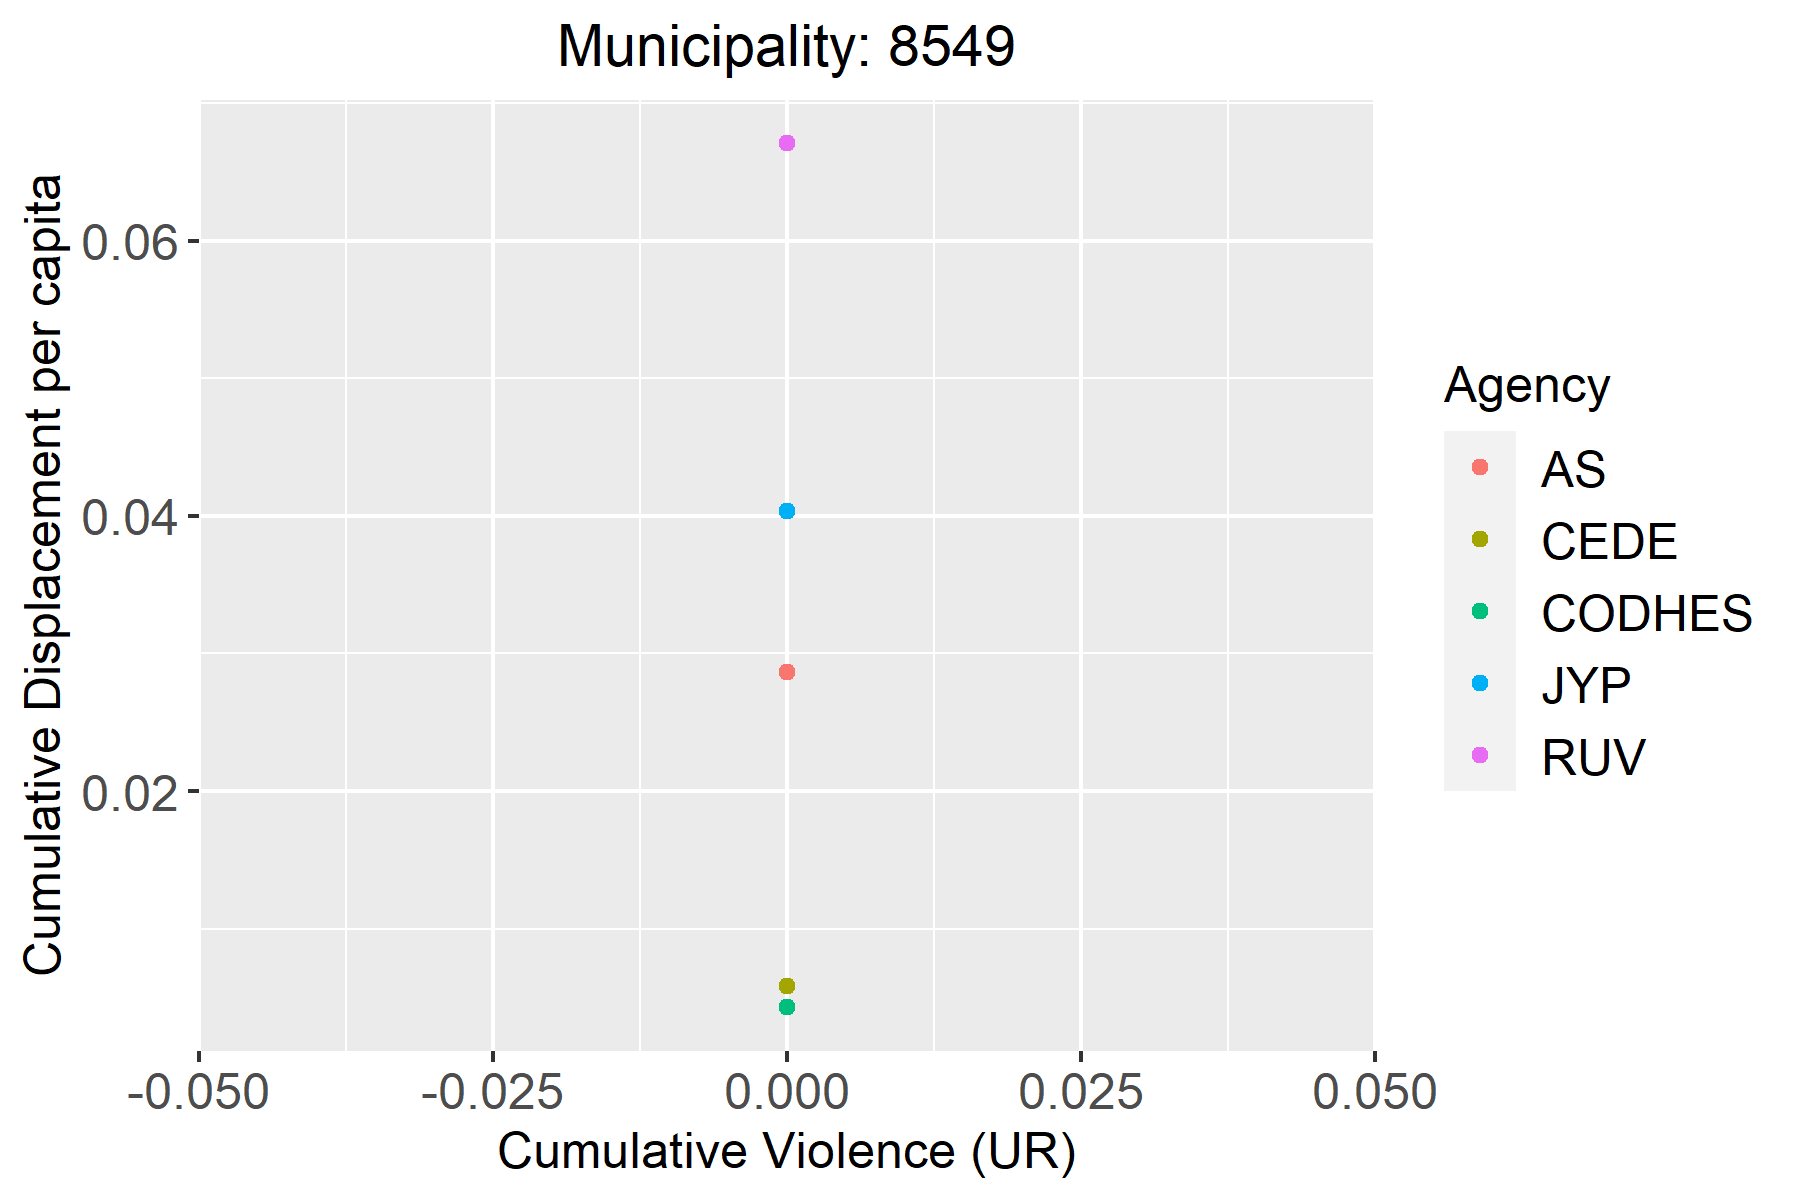 Municipality: 8549
Cumulative Displacement per capita
0.06
0.04
0.02
-0.050
-0.025
0.000
0.025
0.050
Cumulative Violence (UR)
Agency
AS
CEDE
CODHES
JYP
RUV